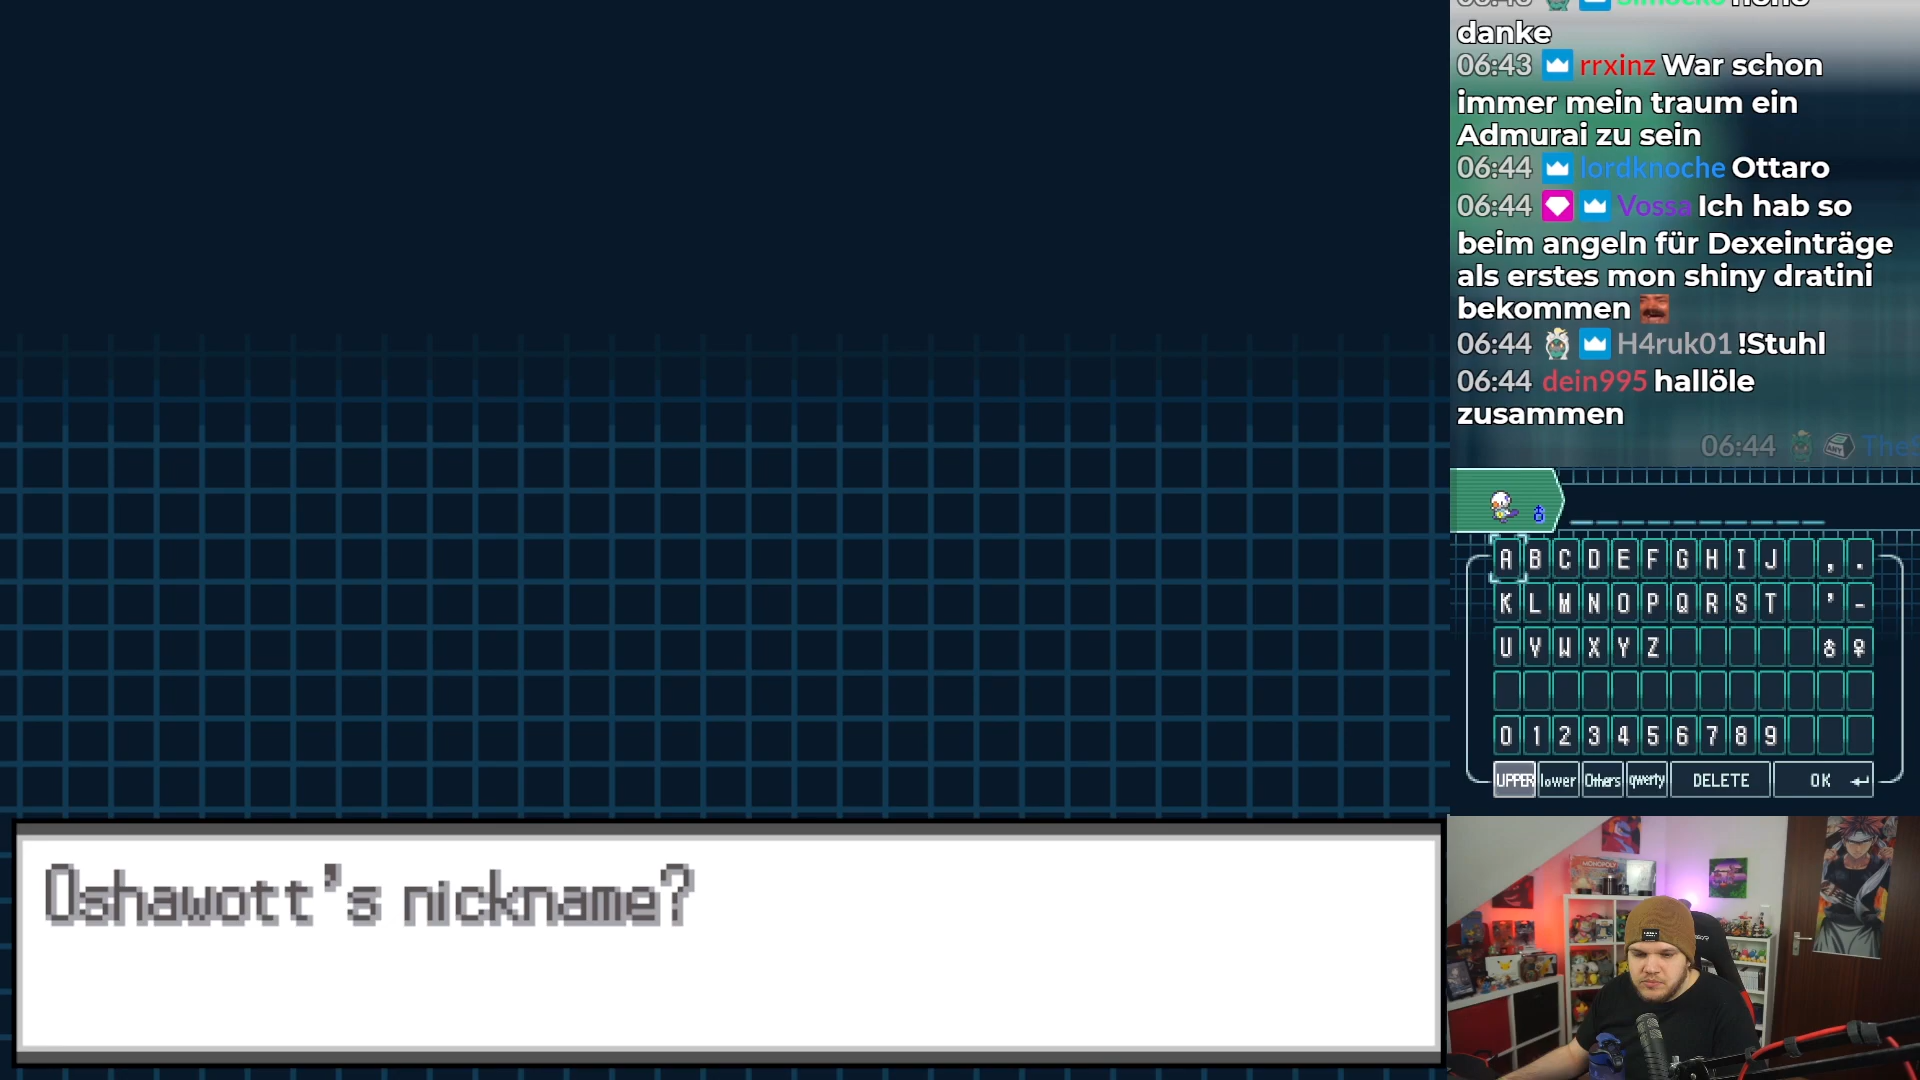 danke
06:43 rrxinz War schon
immer mein traum ein
Admurai zu sein
06:44 lordknoche Ottaro
06:44 Vossa Ich hab so
beim angeln für Dexeinträge
als erstes mon shiny dratini
bekommen
06:44 H4ruk01 !Stuhl
06:44 dein995 hallöle
zusammen
06:44
A B C D E F G H I J , .
K L M N O P Q R S T ' -
U V W X Y Z ♂ ♀
0 1 2 3 4 5 6 7 8 9
UPPER lower Others qwerty DELETE OK
Oshawott's nickname?
MONOPOLY